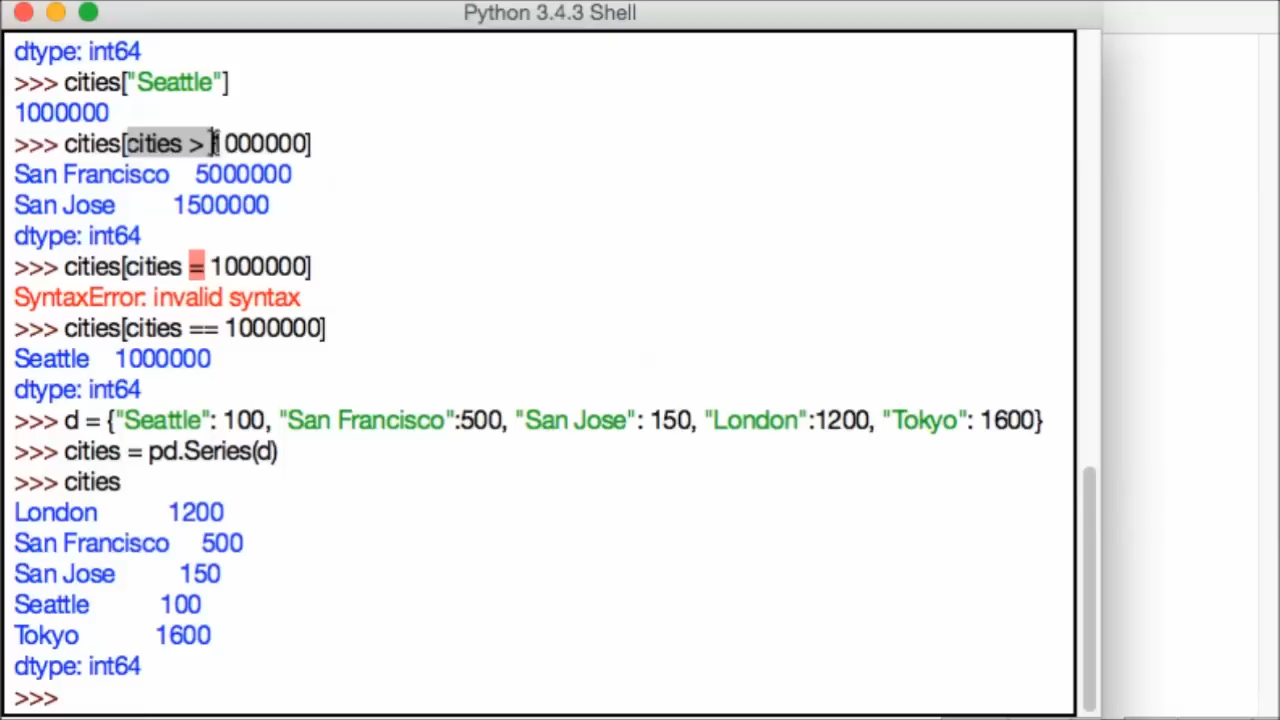 Python 3.4.3 Shell
dtype: int64
>>> cities["Seattle"]
1000000
>>> cities[cities > 1000000]
San Francisco    5000000
San Jose         1500000
dtype: int64
>>> cities[cities = 1000000]
SyntaxError: invalid syntax
>>> cities[cities == 1000000]
Seattle    1000000
dtype: int64
>>> d = {"Seattle": 100, "San Francisco":500, "San Jose": 150, "London":1200, "Tokyo": 1600}
>>> cities = pd.Series(d)
>>> cities
London           1200
San Francisco     500
San Jose          150
Seattle           100
Tokyo            1600
dtype: int64
>>>